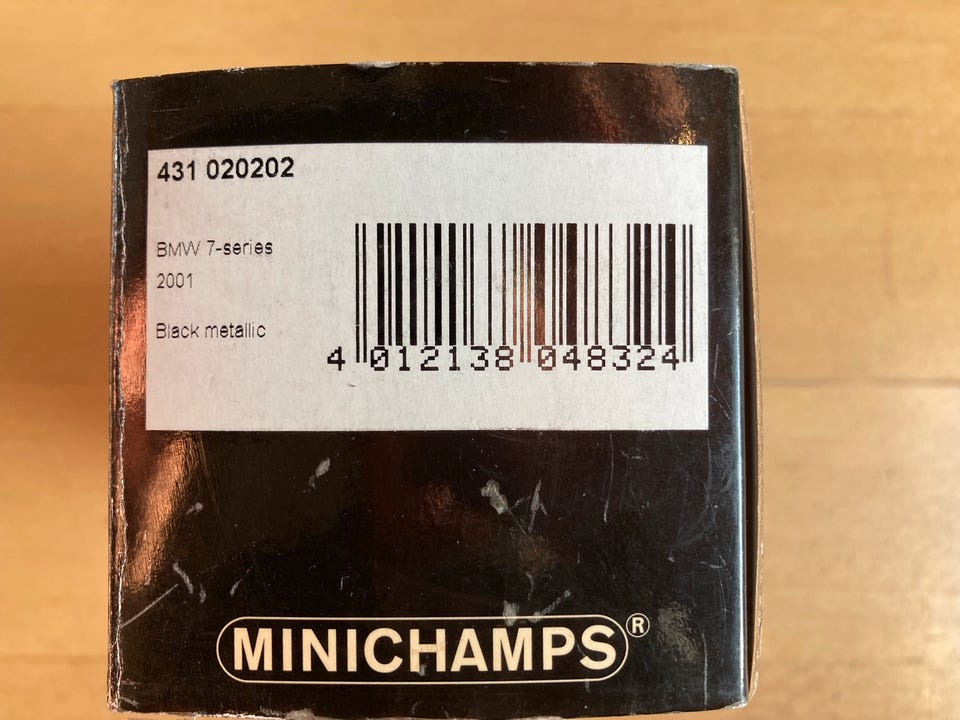 431 020202
BMW 7-series
2001
Black metallic
4 012138 048324
MINICHAMPS®